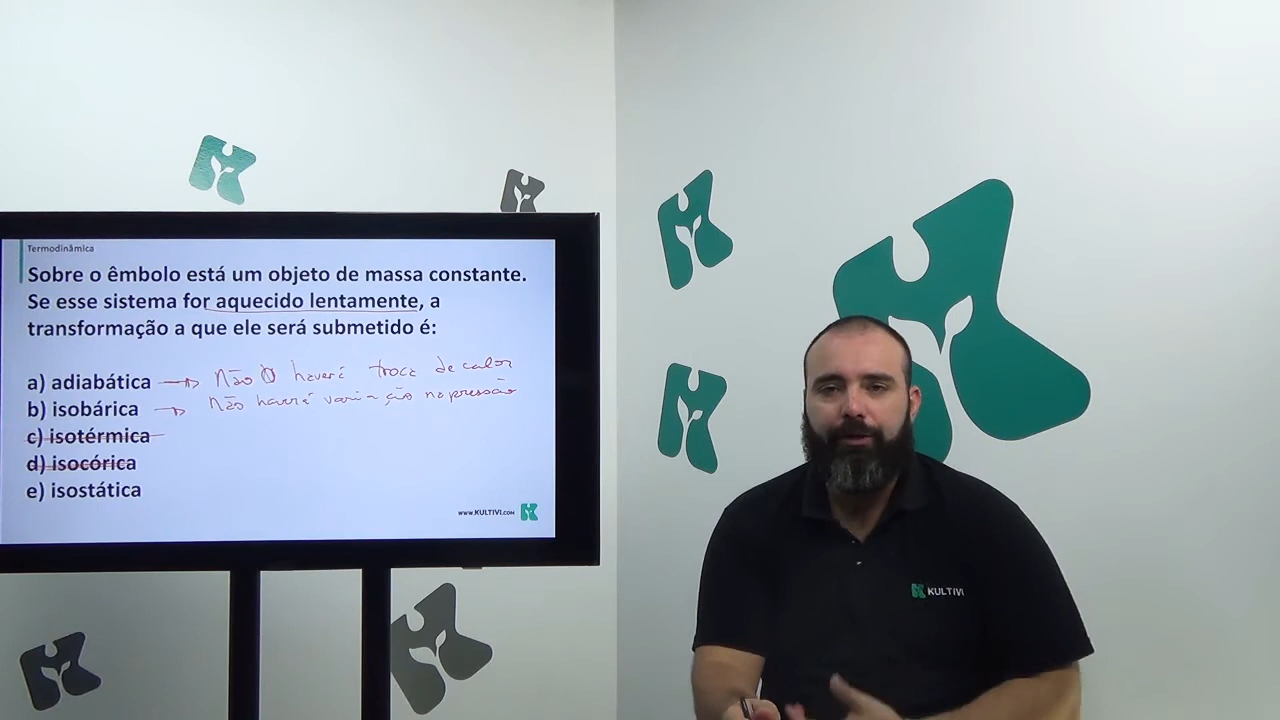 Termodinâmica
Sobre o êmbolo está um objeto de massa constante.
Se esse sistema for aquecido lentamente, a
transformação a que ele será submetido é:
a) adiabática → Não haverá troca de calor
b) isobárica → Não haverá variação na pressão
c) isotérmica
d) isocórica
e) isostática
www.KULTIVI.com
KULTIVI